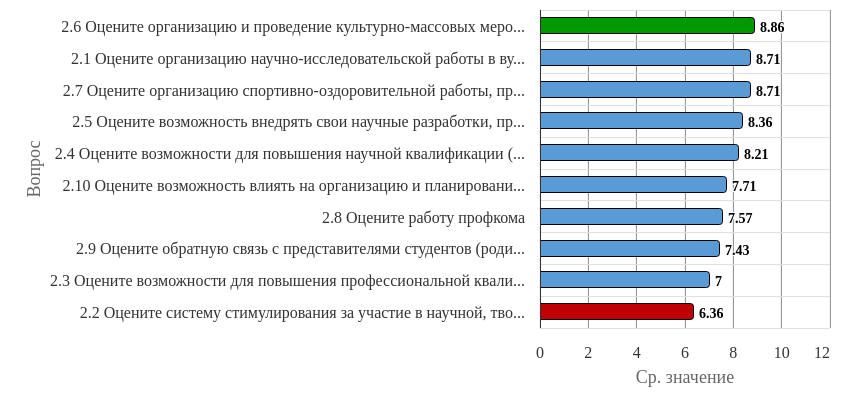 2.6 Оцените организацию и проведение культурно-массовых меро... 8.86
2.1 Оцените организацию научно-исследовательской работы в ву... 8.71
2.7 Оцените организацию спортивно-оздоровительной работы, пр... 8.71
2.5 Оцените возможность внедрять свои научные разработки, пр... 8.36
2.4 Оцените возможности для повышения научной квалификации (... 8.21
2.10 Оцените возможность влиять на организацию и планировани... 7.71
2.8 Оцените работу профкома 7.57
2.9 Оцените обратную связь с представителями студентов (роди... 7.43
2.3 Оцените возможности для повышения профессиональной квали... 7
2.2 Оцените систему стимулирования за участие в научной, тво... 6.36
Вопрос
0 2 4 6 8 10 12
Ср. значение